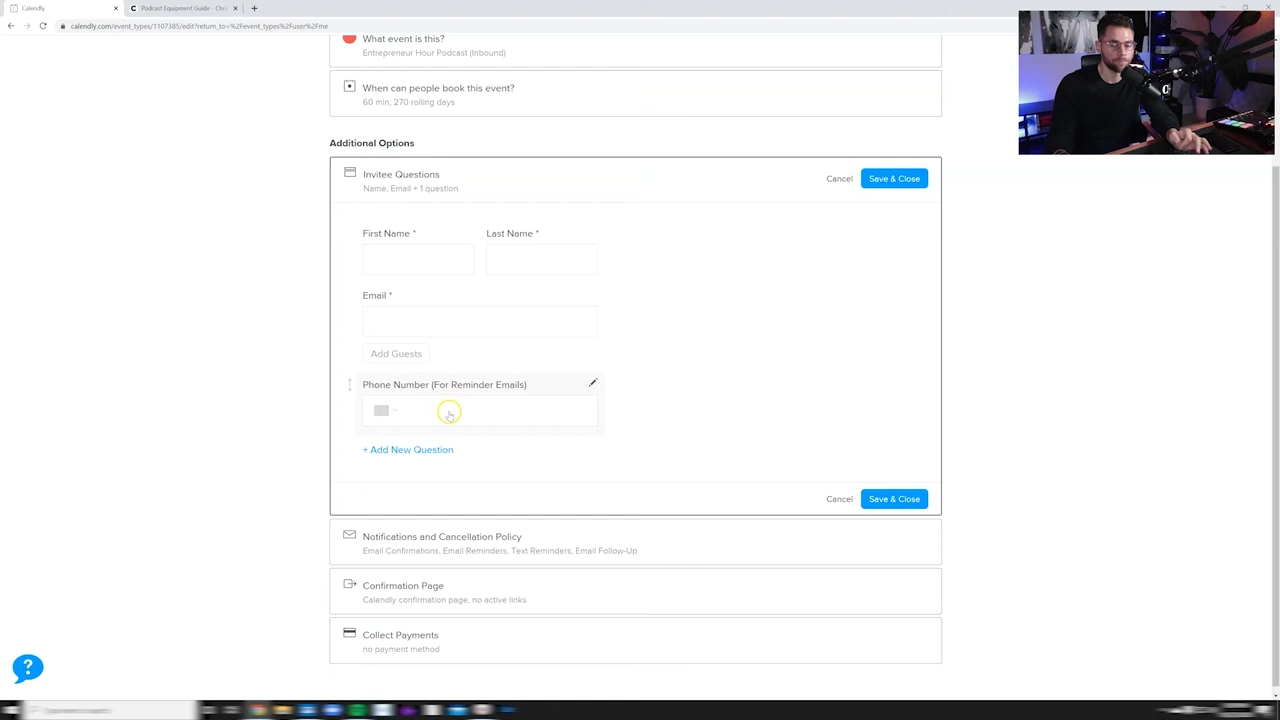 Calendly
Podcast Equipment Guide - Chri
calendly.com/event_types/1107385/edit?return_to=%2Fevent_types%2Fuser%2Fme
What event is this?
Entrepreneur Hour Podcast (Inbound)
When can people book this event?
60 min, 270 rolling days
Additional Options
Invitee Questions
Name, Email + 1 question
Cancel
Save & Close
First Name *
Last Name *
Email *
Add Guests
Phone Number (For Reminder Emails)
+ Add New Question
Cancel
Save & Close
Notifications and Cancellation Policy
Email Confirmations, Email Reminders, Text Reminders, Email Follow-Up
Confirmation Page
Calendly confirmation page, no active links
Collect Payments
no payment method
?